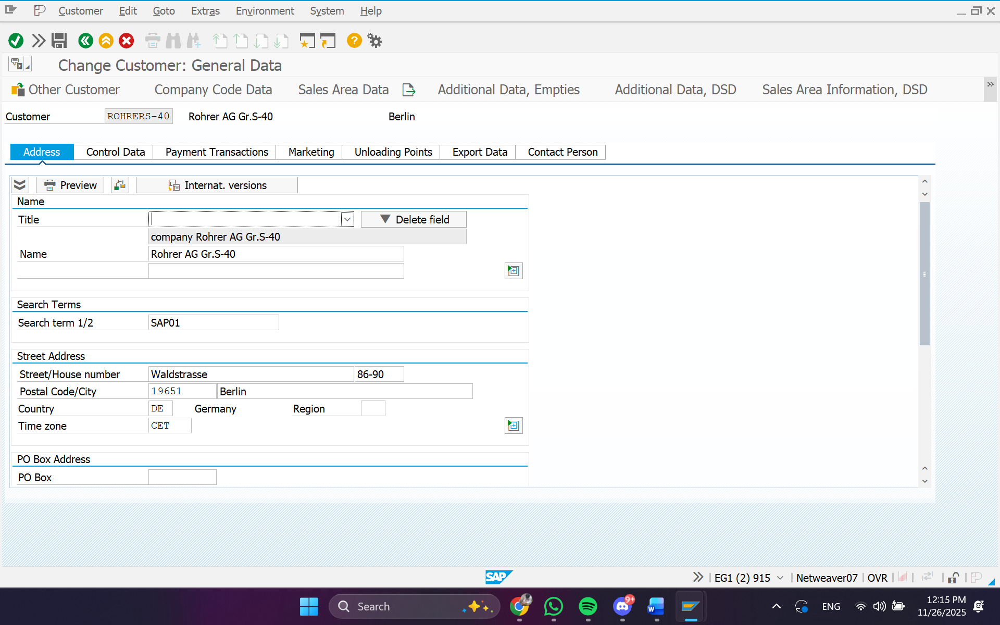 Customer Edit Goto Extras Environment System Help
Change Customer: General Data
Other Customer Company Code Data Sales Area Data Additional Data, Empties Additional Data, DSD Sales Area Information, DSD
Customer ROHRERS-40 Rohrer AG Gr.S-40 Berlin
Address Control Data Payment Transactions Marketing Unloading Points Export Data Contact Person
Preview Internat. versions
Name
Title Delete field
company Rohrer AG Gr.S-40
Name Rohrer AG Gr.S-40
Search Terms
Search term 1/2 SAP01
Street Address
Street/House number Waldstrasse 86-90
Postal Code/City 19651 Berlin
Country DE Germany Region
Time zone CET
PO Box Address
PO Box
SAP EG1 (2) 915 Netweaver07 OVR
Search 9+ W ENG 12:15 PM
11/26/2025